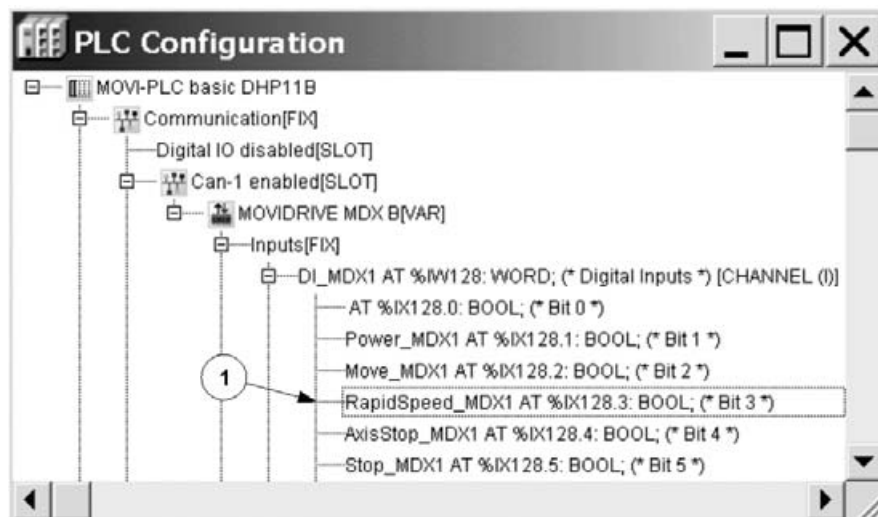 PLC Configuration
MOVI-PLC basic DHP11B
Communication[FIX]
Digital IO disabled[SLOT]
Can-1 enabled[SLOT]
MOVIDRIVE MDX B[VAR]
Inputs[FIX]
DI_MDX1 AT %IW128: WORD; (* Digital Inputs *) [CHANNEL (I)]
AT %IX128.0: BOOL; (* Bit 0 *)
Power_MDX1 AT %IX128.1: BOOL; (* Bit 1 *)
Move_MDX1 AT %IX128.2: BOOL; (* Bit 2 *)
1
RapidSpeed_MDX1 AT %IX128.3: BOOL; (* Bit 3 *)
AxisStop_MDX1 AT %IX128.4: BOOL; (* Bit 4 *)
Stop_MDX1 AT %IX128.5: BOOL; (* Bit 5 *)